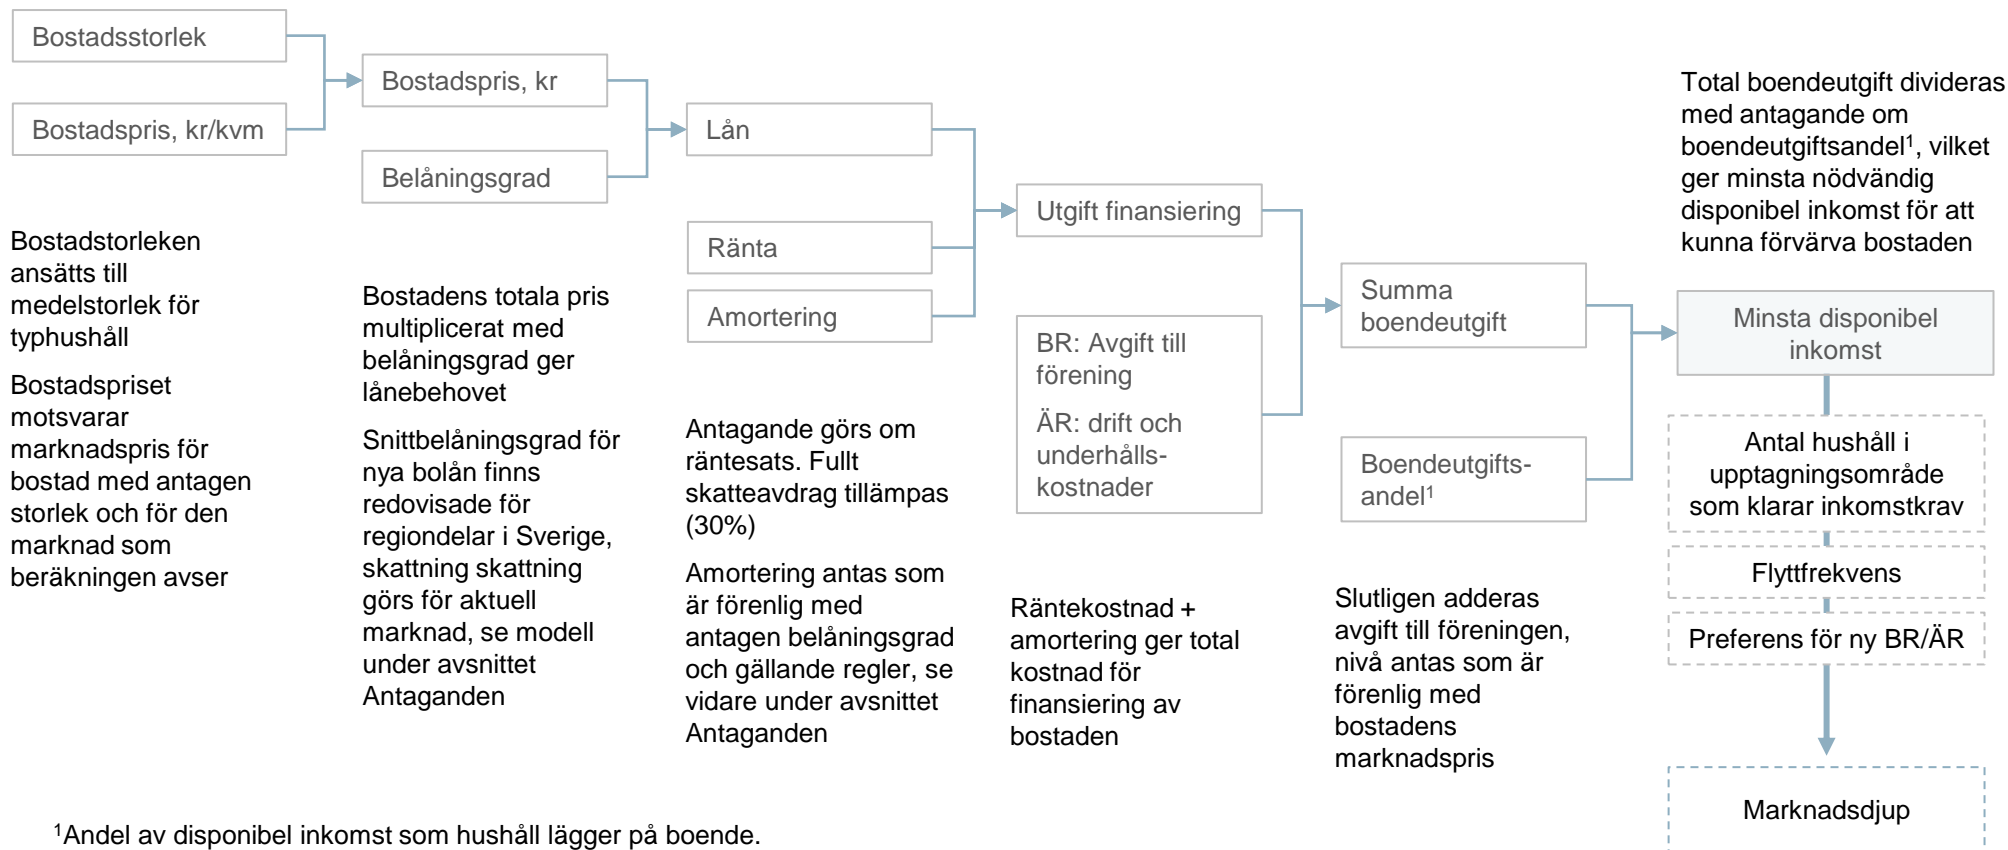 Bostadsstorlek
Bostadspris, kr/kvm
Bostadstorleken
ansätts till
medelstorlek för
typhushåll
Bostadspriset
motsvarar
marknadspris för
bostad med antagen
storlek och för den
marknad som
beräkningen avser
Bostadspris, kr
Belåningsgrad
Bostadens totala pris
multiplicerat med
belåningsgrad ger
lånebehovet
Snittbelåningsgrad för
nya bolån finns
redovisade för
regiondelar i Sverige,
skattning skattning
görs för aktuell
marknad, se modell
under avsnittet
Antaganden
Lån
Ränta
Amortering
Antagande görs om
räntesats. Fullt
skatteavdrag tillämpas
(30%)
Amortering antas som
är förenlig med
antagen belåningsgrad
och gällande regler, se
vidare under avsnittet
Antaganden
Utgift finansiering
BR: Avgift till
förening
ÄR: drift och
underhålls-
kostnader
Räntekostnad +
amortering ger total
kostnad för
finansiering av
bostaden
Summa
boendeutgift
Boendeutgifts-
andel¹
Slutligen adderas
avgift till föreningen,
nivå antas som är
förenlig med
bostadens
marknadspris
Total boendeutgift divideras
med antagande om
boendeutgiftsandel¹, vilket
ger minsta nödvändig
disponibel inkomst för att
kunna förvärva bostaden
Minsta disponibel
inkomst
Antal hushåll i
upptagningsområde
som klarar inkomstkrav
Flyttfrekvens
Preferens för ny BR/ÄR
Marknadsdjup
¹Andel av disponibel inkomst som hushåll lägger på boende.